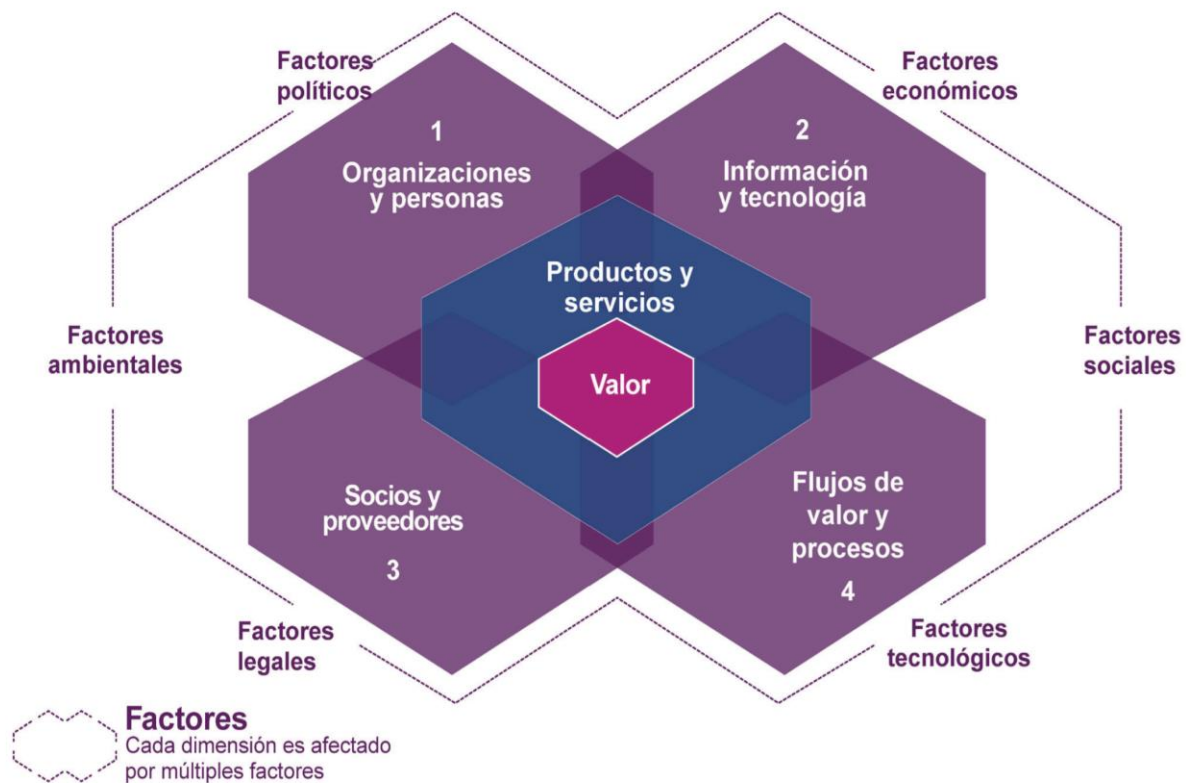 Factores
políticos
Factores
económicos
1
Organizaciones
y personas
2
Información
y tecnología
Productos y
servicios
Valor
Factores
ambientales
Factores
sociales
Socios y
proveedores
3
Flujos de
valor y
procesos
4
Factores
legales
Factores
tecnológicos
Factores
Cada dimensión es afectado
por múltiples factores